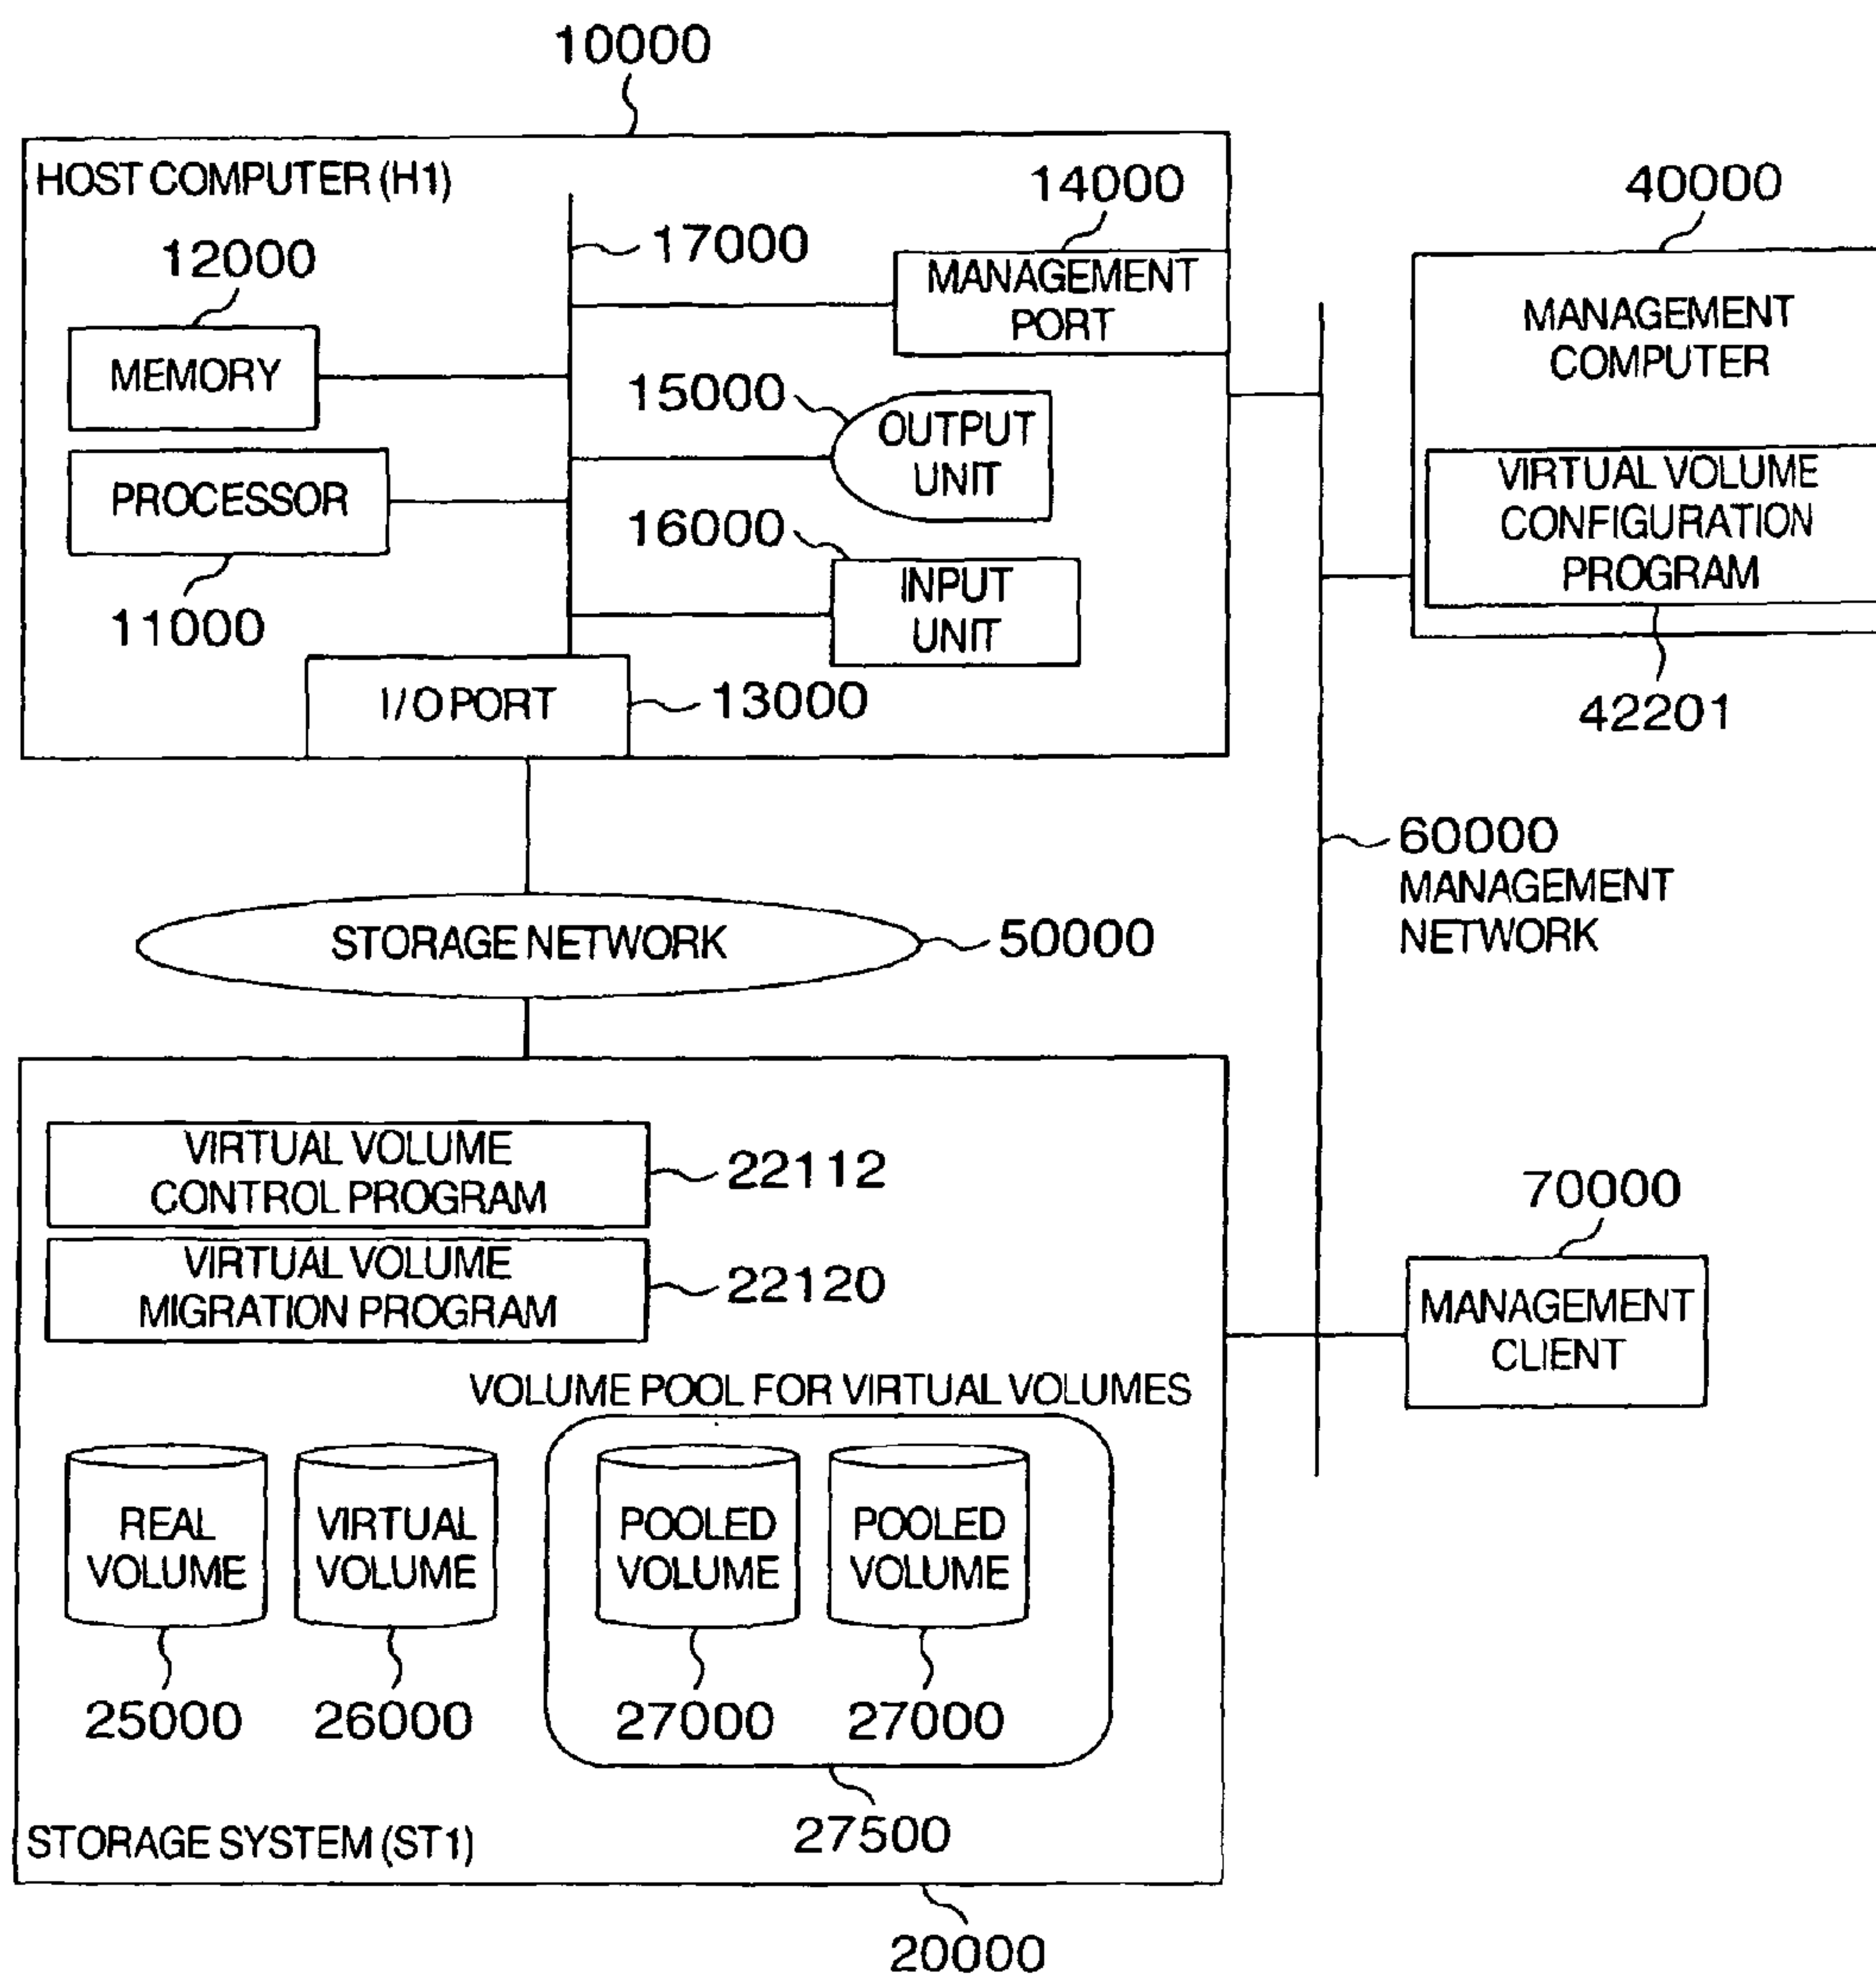 10000
HOST COMPUTER (H1)
14000
40000
17000
12000
MANAGEMENT
PORT
MANAGEMENT
COMPUTER
MEMORY
15000
OUTPUT
UNIT
PROCESSOR
VIRTUAL VOLUME
CONFIGURATION
PROGRAM
16000
INPUT
UNIT
11000
I/O PORT
13000
42201
60000
MANAGEMENT
NETWORK
STORAGE NETWORK
50000
VIRTUAL VOLUME
CONTROL PROGRAM
22112
70000
VIRTUAL VOLUME
MIGRATION PROGRAM
22120
MANAGEMENT
CLIENT
VOLUME POOL FOR VIRTUAL VOLUMES
REAL
VOLUME
VIRTUAL
VOLUME
POOLED
VOLUME
POOLED
VOLUME
25000
26000
27000
27000
27500
STORAGE SYSTEM (ST1)
20000